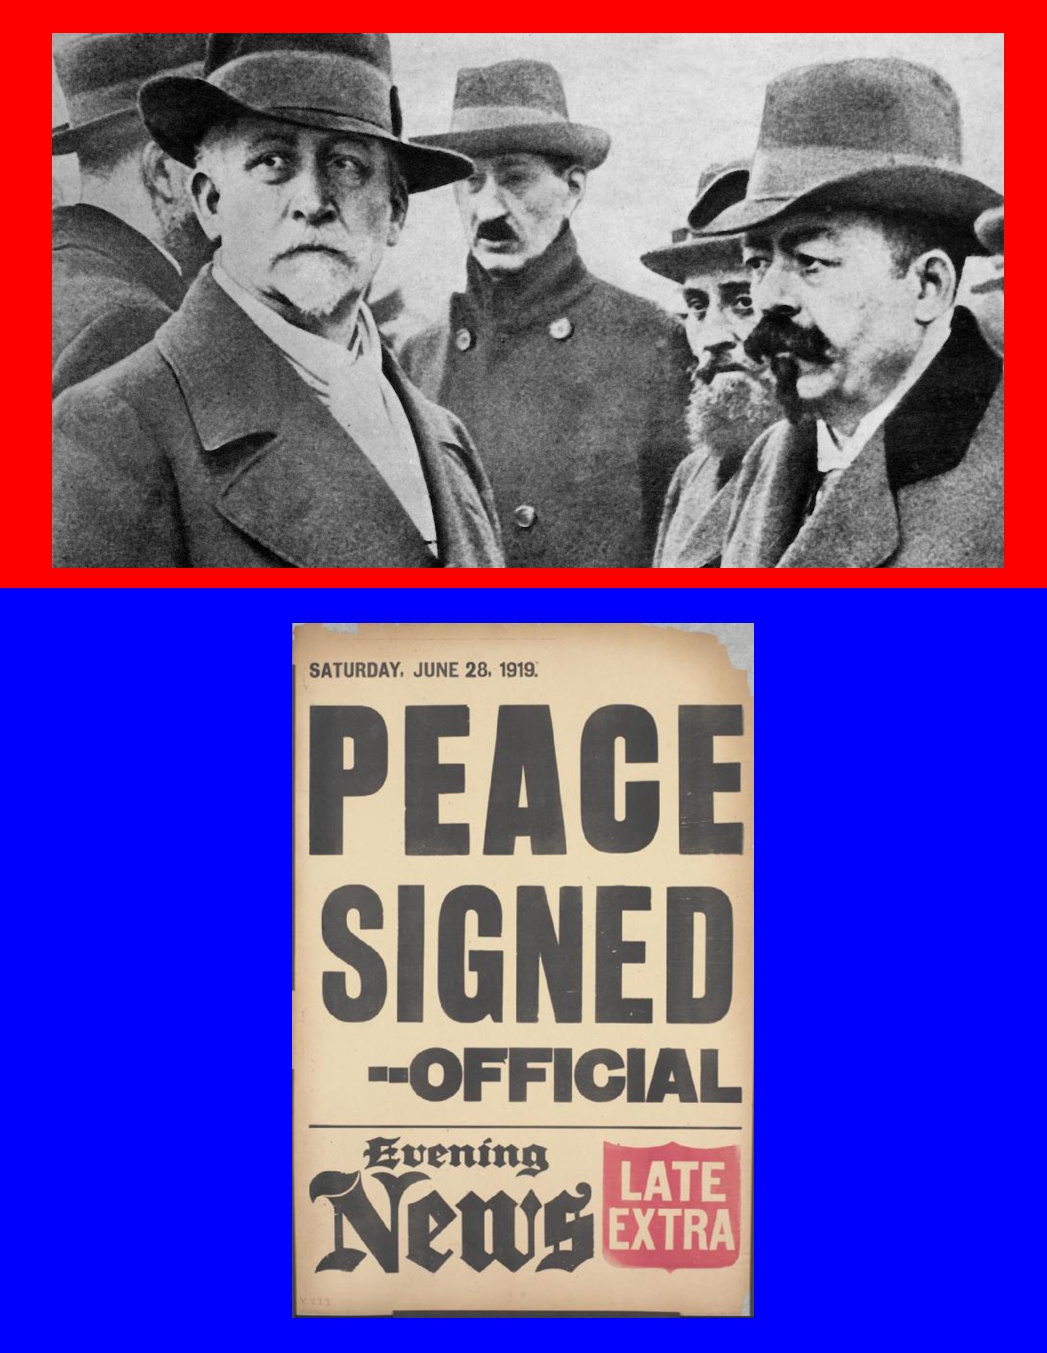 SATURDAY, JUNE 28, 1919.
PEACE
SIGNED
--OFFICIAL
Evening
News
LATE
EXTRA